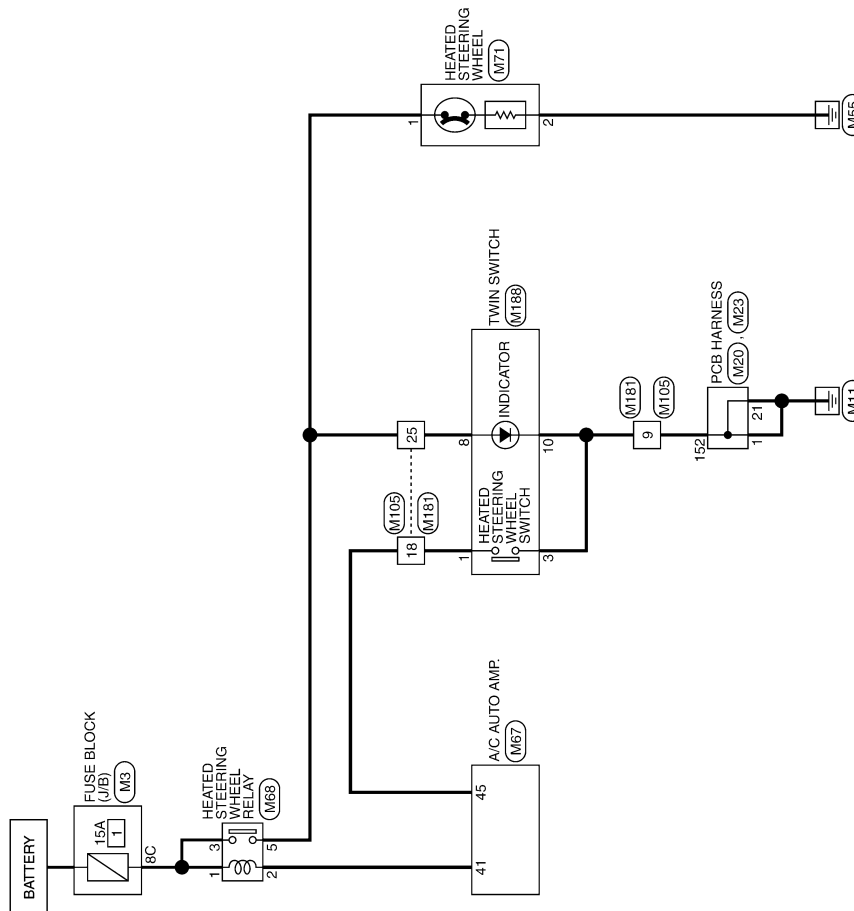 BATTERY
FUSE BLOCK
(J/B)
M3
15A
1
8C
HEATED
STEERING
WHEEL
RELAY
M68
1
3
2
5
A/C AUTO AMP.
M67
41
45
M105
M181
18
25
TWIN SWITCH
M188
HEATED
STEERING
WHEEL
SWITCH
INDICATOR
1
8
3
10
M181
M105
9
PCB HARNESS
M20 , M23
152
1
21
M11
HEATED
STEERING
WHEEL
M71
1
2
M55